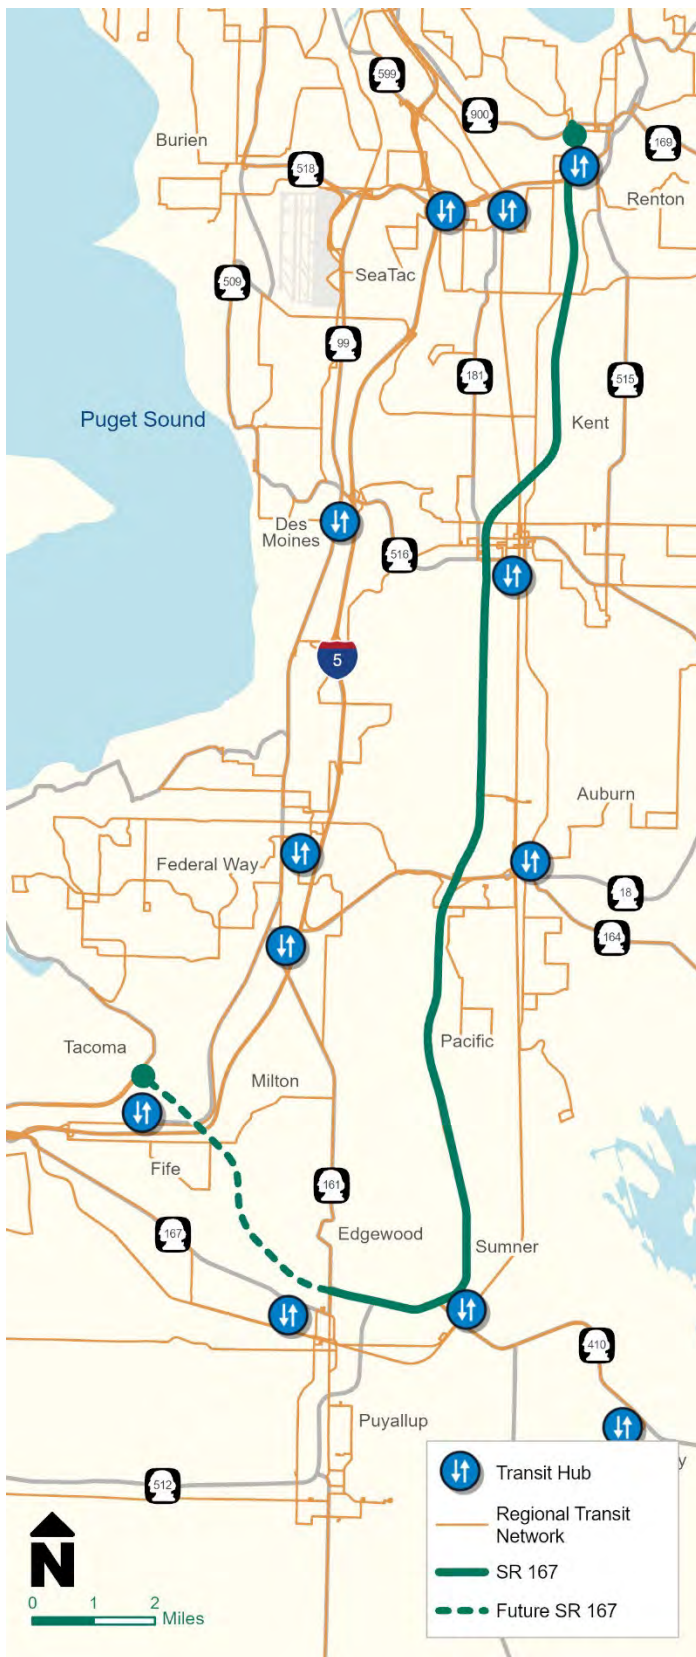 599
900
Burien
169
518
Renton
SeaTac
509
99
181
515
Puget Sound
Kent
Des
Moines
516
5
Auburn
Federal Way
18
164
Pacific
Tacoma
Milton
Fife
161
Edgewood
Sumner
167
410
Puyallup
y
512
Transit Hub
Regional Transit
Network
SR 167
Future SR 167
N
0 1 2
Miles